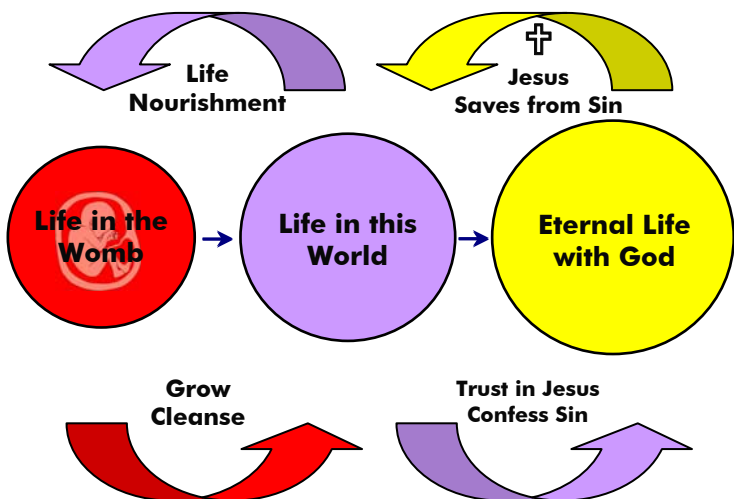 Life
Nourishment
Jesus
Saves from Sin
Life in the
Womb
Life in this
World
Eternal Life
with God
Grow
Cleanse
Trust in Jesus
Confess Sin